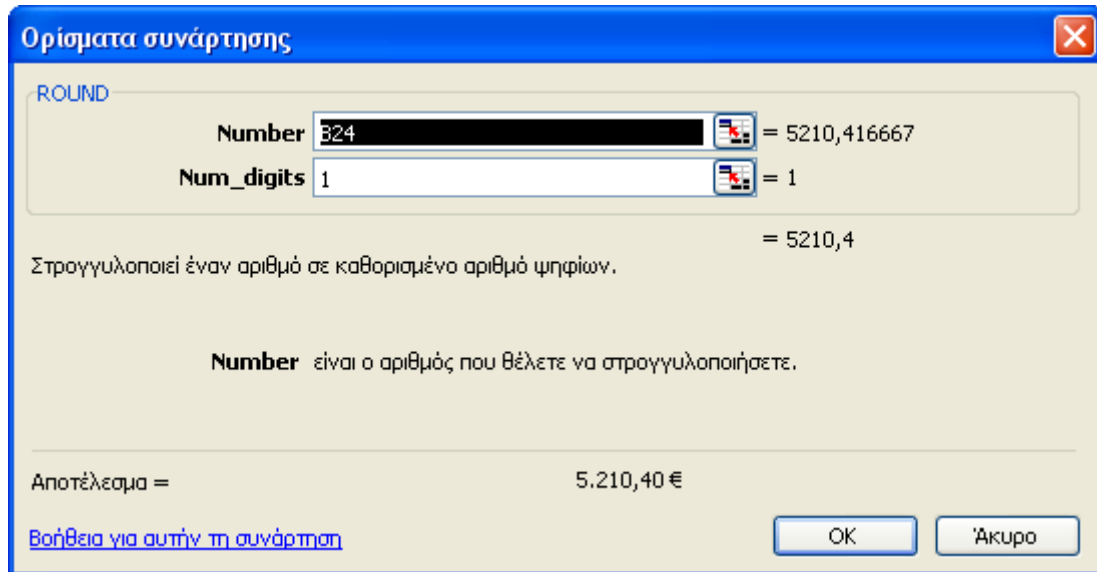 Ορίσματα συνάρτησης
ROUND
Number B24 = 5210,416667
Num_digits 1 = 1
= 5210,4
Στρογγυλοποιεί έναν αριθμό σε καθορισμένο αριθμό ψηφίων.
Number είναι ο αριθμός που θέλετε να στρογγυλοποιήσετε.
Αποτέλεσμα = 5.210,40 €
Βοήθεια για αυτήν τη συνάρτηση OK Άκυρο